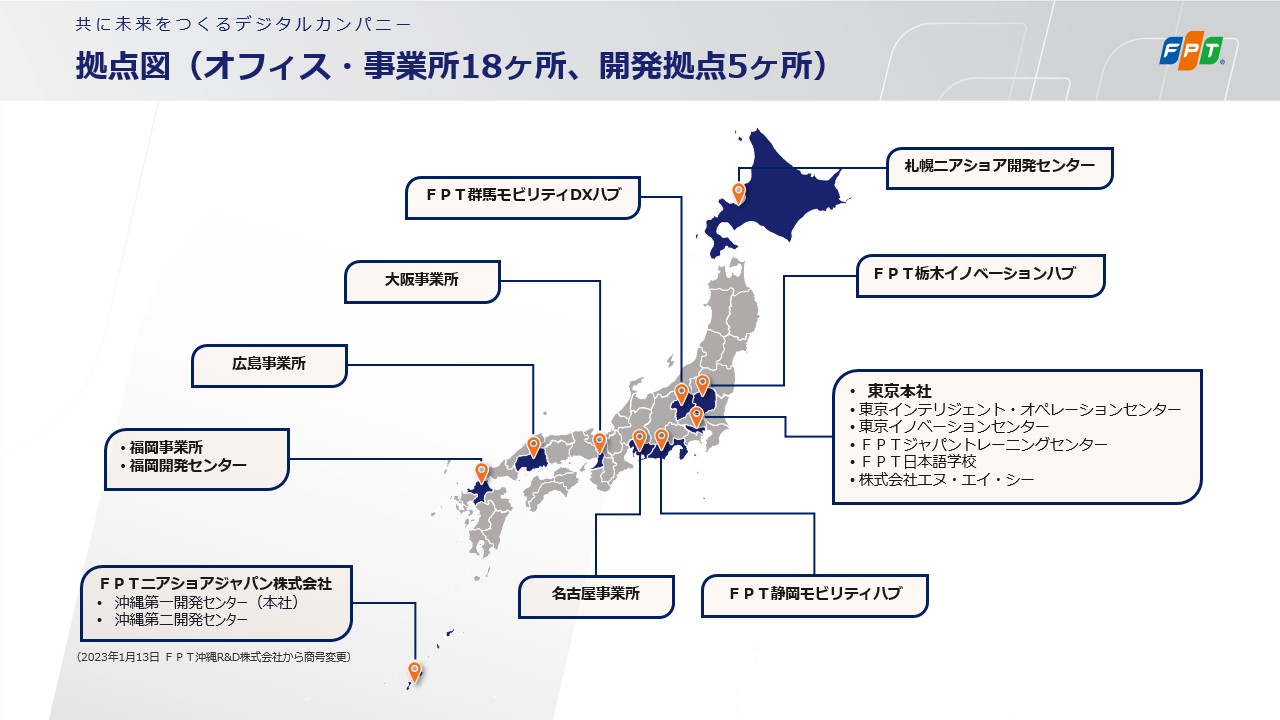 共に未来をつくるデジタルカンパニー
拠点図（オフィス・事業所18ヶ所、開発拠点5ヶ所）
FPT
札幌ニアショア開発センター
ＦＰＴ群馬モビリティDXハブ
大阪事業所
ＦＰＴ栃木イノベーションハブ
広島事業所
• 東京本社
• 東京インテリジェント・オペレーションセンター
• 東京イノベーションセンター
• ＦＰＴジャパントレーニングセンター
• ＦＰＴ日本語学校
• 株式会社エヌ・エイ・シー
• 福岡事業所
• 福岡開発センター
名古屋事業所
ＦＰＴ静岡モビリティハブ
ＦＰＴニアショアジャパン株式会社
• 沖縄第一開発センター（本社）
• 沖縄第二開発センター
（2023年1月13日 ＦＰＴ沖縄R&D株式会社から商号変更）